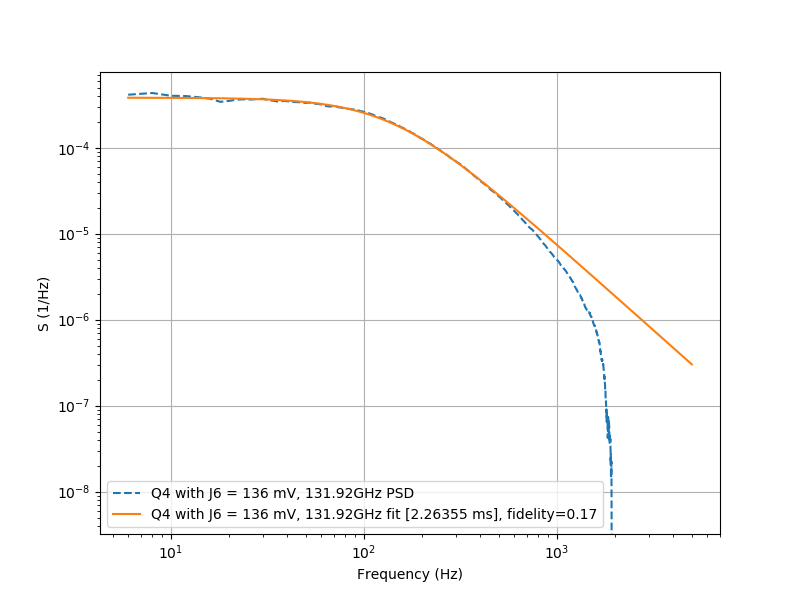 10⁻⁴
10⁻⁵
10⁻⁶
10⁻⁷
10⁻⁸
S (1/Hz)
Q4 with J6 = 136 mV, 131.92GHz PSD
Q4 with J6 = 136 mV, 131.92GHz fit [2.26355 ms], fidelity=0.17
10¹ 10² 10³
Frequency (Hz)